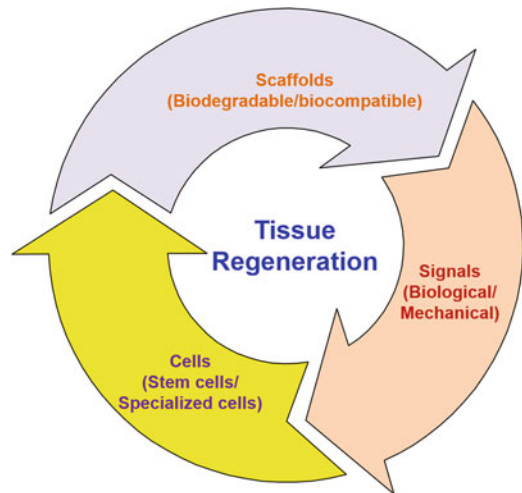 Scaffolds
(Biodegradable/biocompatible)
Tissue
Regeneration
Signals
(Biological/
Mechanical)
Cells
(Stem cells/
Specialized cells)